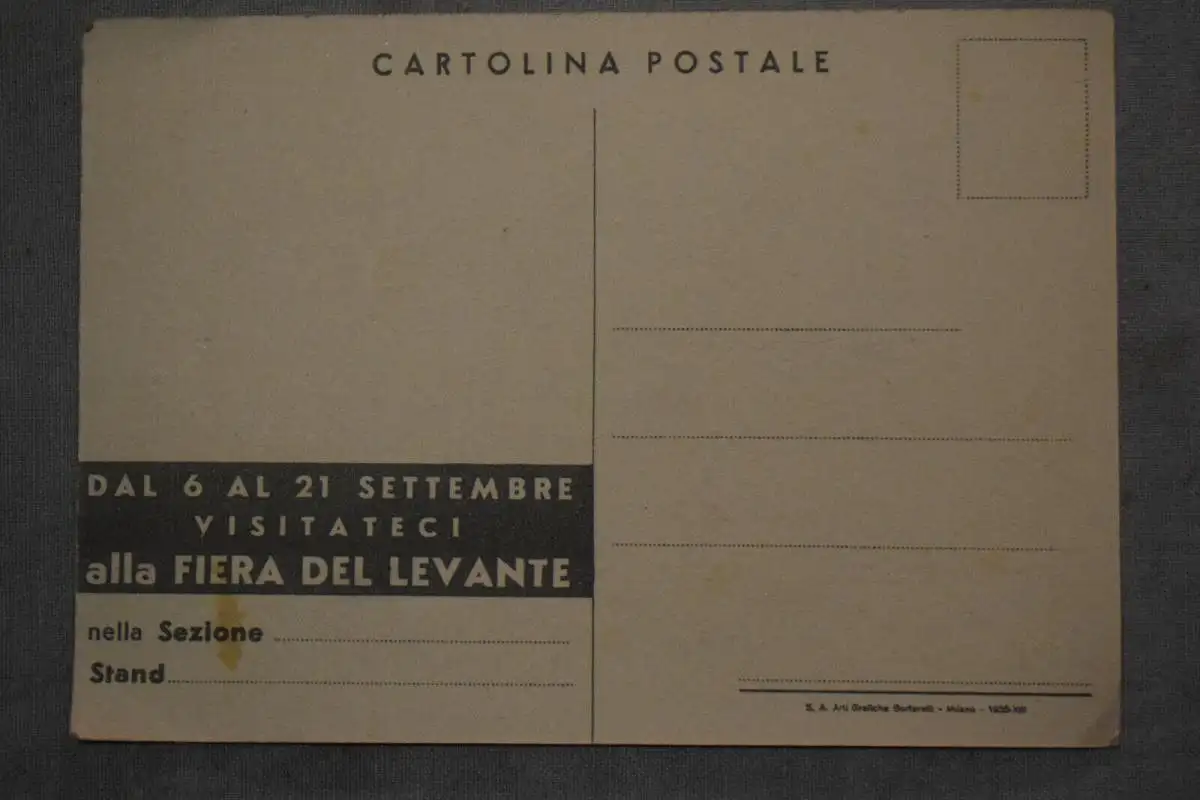 CARTOLINA POSTALE
DAL 6 AL 21 SETTEMBRE
VISITATECI
alla FIERA DEL LEVANTE
nella Sezione
Stand
S. A. Arti Grafiche Bertarelli - Milano - 1935-XIII